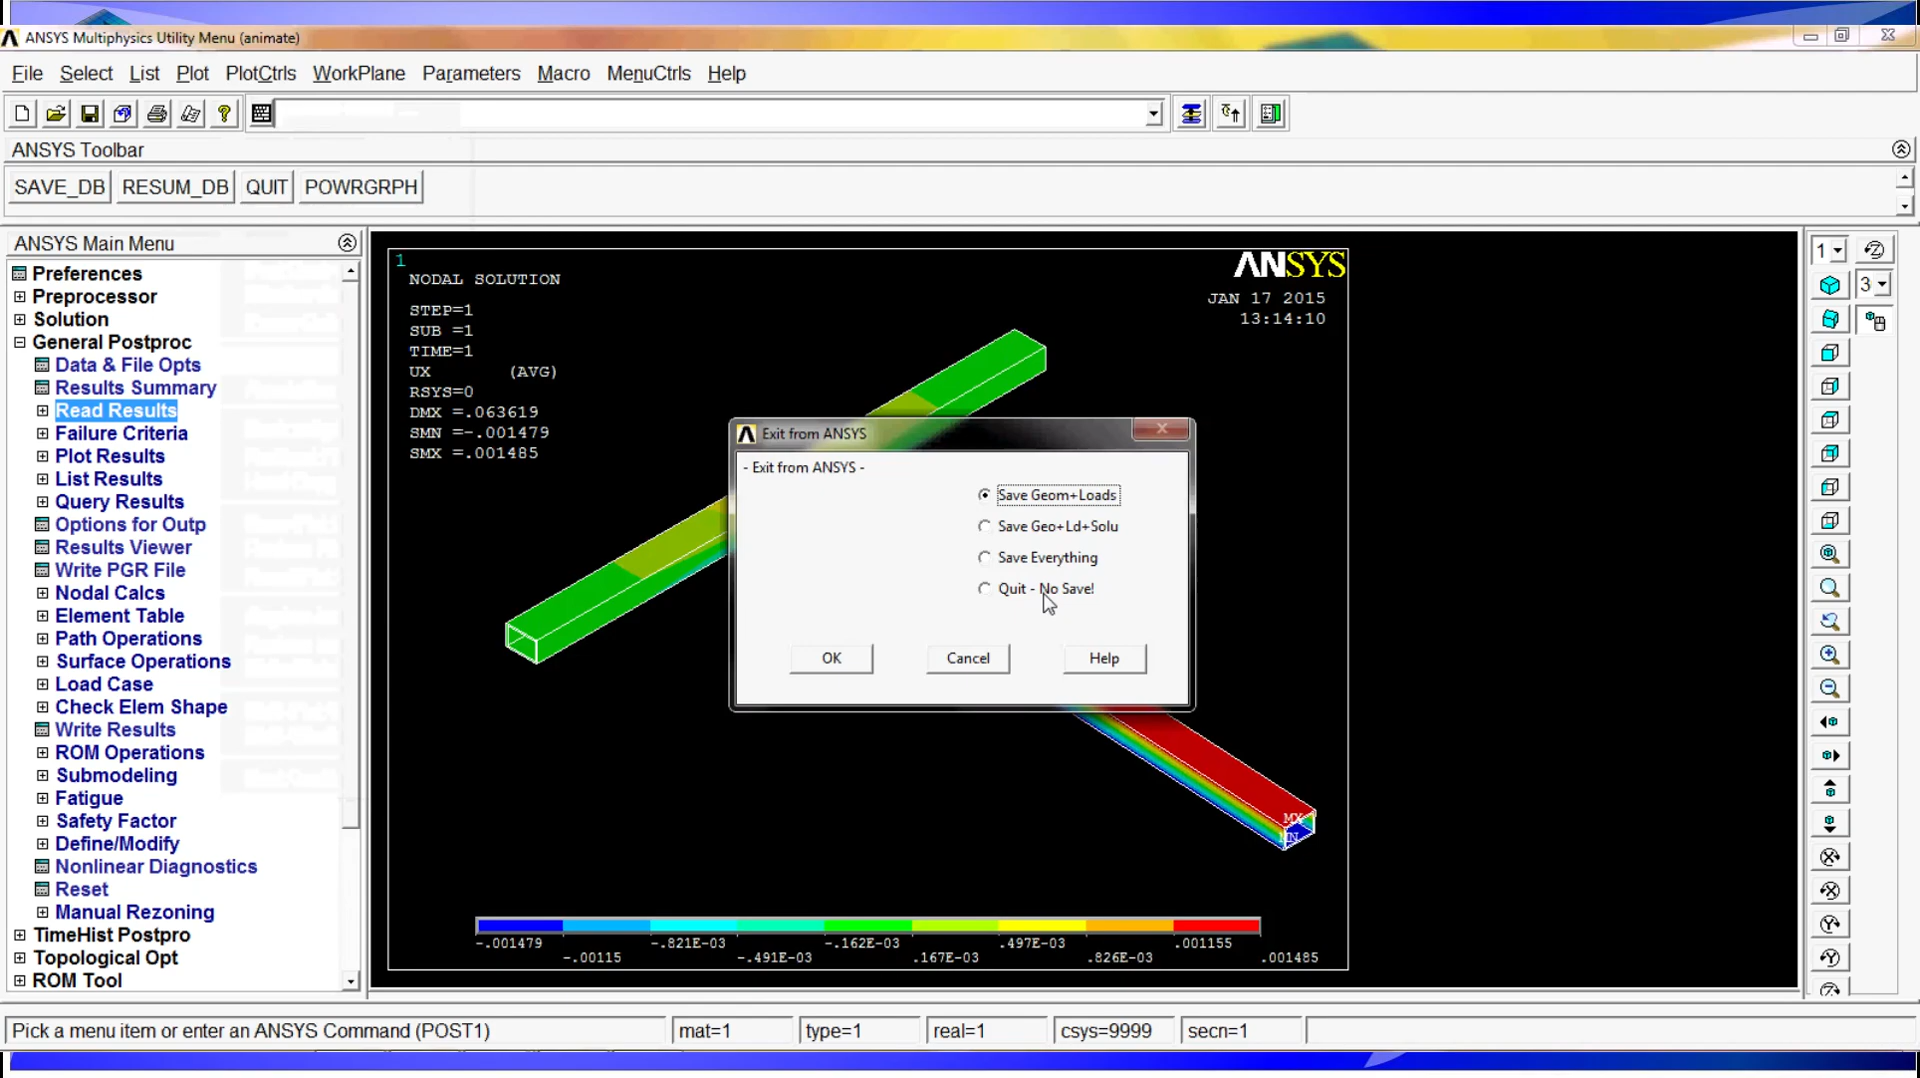 ANSYS Multiphysics Utility Menu (animate)
File Select List Plot PlotCtrls WorkPlane Parameters Macro MenuCtrls Help
ANSYS Toolbar
SAVE_DB RESUM_DB QUIT POWRGRPH
ANSYS Main Menu
Preferences
Preprocessor
Solution
General Postproc
Data & File Opts
Results Summary
Read Results
Failure Criteria
Plot Results
List Results
Query Results
Options for Outp
Results Viewer
Write PGR File
Nodal Calcs
Element Table
Path Operations
Surface Operations
Load Case
Check Elem Shape
Write Results
ROM Operations
Submodeling
Fatigue
Safety Factor
Define/Modify
Nonlinear Diagnostics
Reset
Manual Rezoning
TimeHist Postpro
Topological Opt
ROM Tool
1
NODAL SOLUTION
STEP=1
SUB =1
TIME=1
UX (AVG)
RSYS=0
DMX =.063619
SMN =-.001479
SMX =.001485
ANSYS
JAN 17 2015
13:14:10
Exit from ANSYS
- Exit from ANSYS -
Save Geom+Loads
Save Geo+Ld+Solu
Save Everything
Quit - No Save!
OK Cancel Help
MX
MN
-.001479 -.821E-03 -.162E-03 .497E-03 .001155
-.00115 -.491E-03 .167E-03 .826E-03 .001485
1
3
Pick a menu item or enter an ANSYS Command (POST1) mat=1 type=1 real=1 csys=9999 secn=1